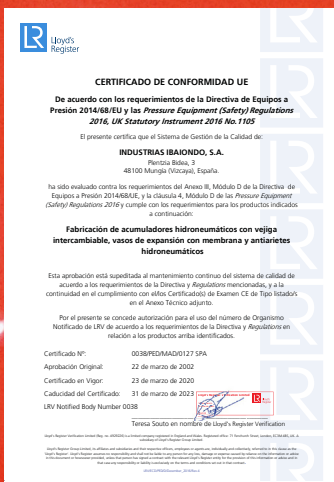 LR
Lloyd's
Register
CERTIFICADO DE CONFORMIDAD UE
De acuerdo con los requerimientos de la Directiva de Equipos a
Presión 2014/68/EU y las Pressure Equipment (Safety) Regulations
2016, UK Statutory Instrument 2016 No.1105
El presente certifica que el Sistema de Gestión de la Calidad de:
INDUSTRIAS IBAIONDO, S.A.
Plentzia Bidea, 3
48100 Mungia (Vizcaya), España.
ha sido evaluado contra los requerimientos del Anexo III, Módulo D de la Directiva de
Equipos a Presión 2014/68/UE, y la cláusula 4, Módulo D de las Pressure Equipment
(Safety) Regulations 2016 y cumple con los requerimientos para los productos indicados
a continuación:
Fabricación de acumuladores hidroneumáticos con vejiga
intercambiable, vasos de expansión con membrana y antiarietes
hidroneumáticos
Esta aprobación está supeditada al mantenimiento continuo del sistema de calidad de
acuerdo a los requerimientos de la Directiva y Regulations mencionadas, y a la
continuidad en el cumplimiento con el/los Certificado(s) de Examen CE de Tipo listado/s
en el Anexo Técnico adjunto.
Por el presente se concede autorización para el uso del número de Organismo
Notificado de LRV de acuerdo a los requerimientos de la Directiva y Regulations en
relación a los productos arriba identificados.
Certificado Nº: 0038/PED/MAD/0127 SPA
Aprobación Original: 22 de marzo de 2002
Certificado en Vigor: 23 de marzo de 2020
Caducidad del Certificado: 31 de marzo de 2023
LRV Notified Body Number 0038
Teresa Souto en nombre de Lloyd's Register Verification